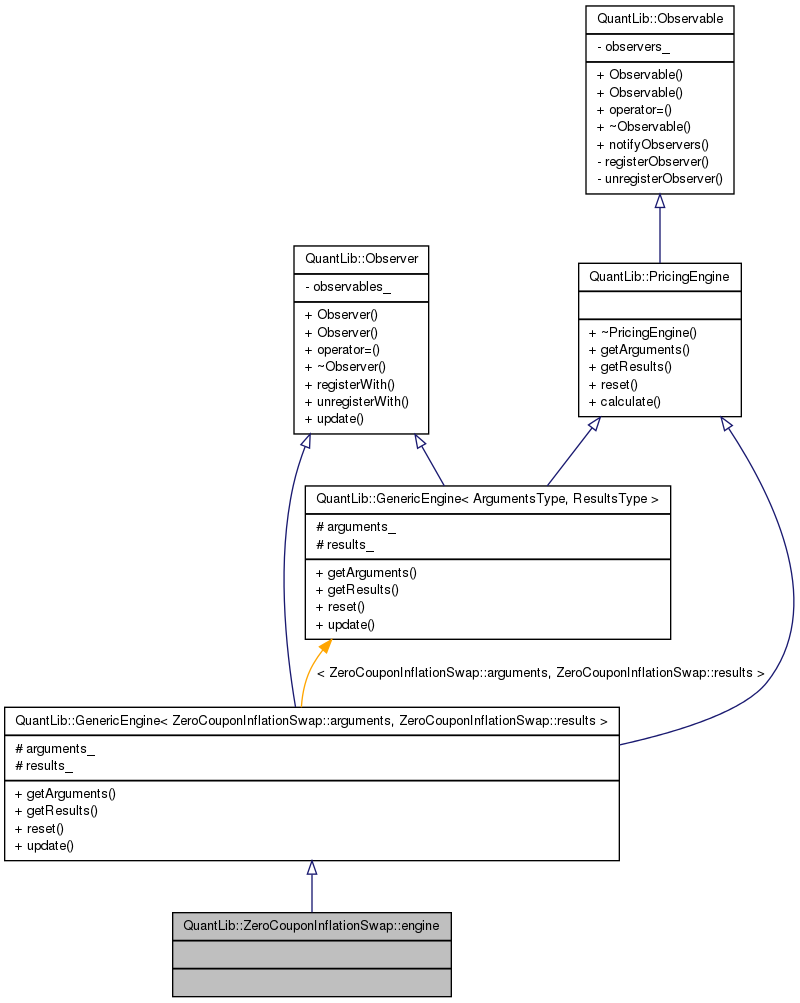 QuantLib::Observable
- observers_
+ Observable()
+ Observable()
+ operator=()
+ ~Observable()
+ notifyObservers()
- registerObserver()
- unregisterObserver()
QuantLib::Observer
- observables_
+ Observer()
+ Observer()
+ operator=()
+ ~Observer()
+ registerWith()
+ unregisterWith()
+ update()
QuantLib::PricingEngine
+ ~PricingEngine()
+ getArguments()
+ getResults()
+ reset()
+ calculate()
QuantLib::GenericEngine< ArgumentsType, ResultsType >
# arguments_
# results_
+ getArguments()
+ getResults()
+ reset()
+ update()
< ZeroCouponInflationSwap::arguments, ZeroCouponInflationSwap::results >
QuantLib::GenericEngine< ZeroCouponInflationSwap::arguments, ZeroCouponInflationSwap::results >
# arguments_
# results_
+ getArguments()
+ getResults()
+ reset()
+ update()
QuantLib::ZeroCouponInflationSwap::engine